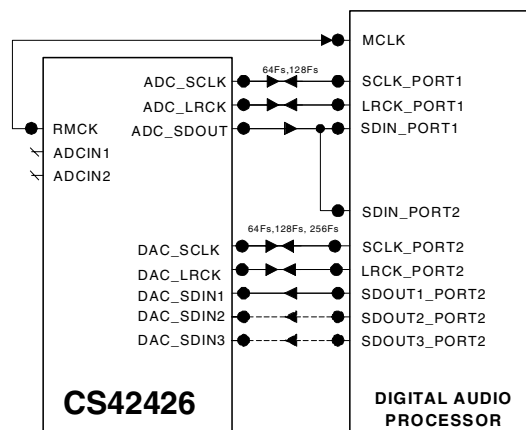 MCLK
64Fs,128Fs
ADC_SCLK
SCLK_PORT1
ADC_LRCK
LRCK_PORT1
RMCK
ADC_SDOUT
SDIN_PORT1
ADCIN1
ADCIN2
SDIN_PORT2
64Fs,128Fs, 256Fs
DAC_SCLK
SCLK_PORT2
DAC_LRCK
LRCK_PORT2
DAC_SDIN1
SDOUT1_PORT2
DAC_SDIN2
SDOUT2_PORT2
DAC_SDIN3
SDOUT3_PORT2
CS42426
DIGITAL AUDIO
PROCESSOR